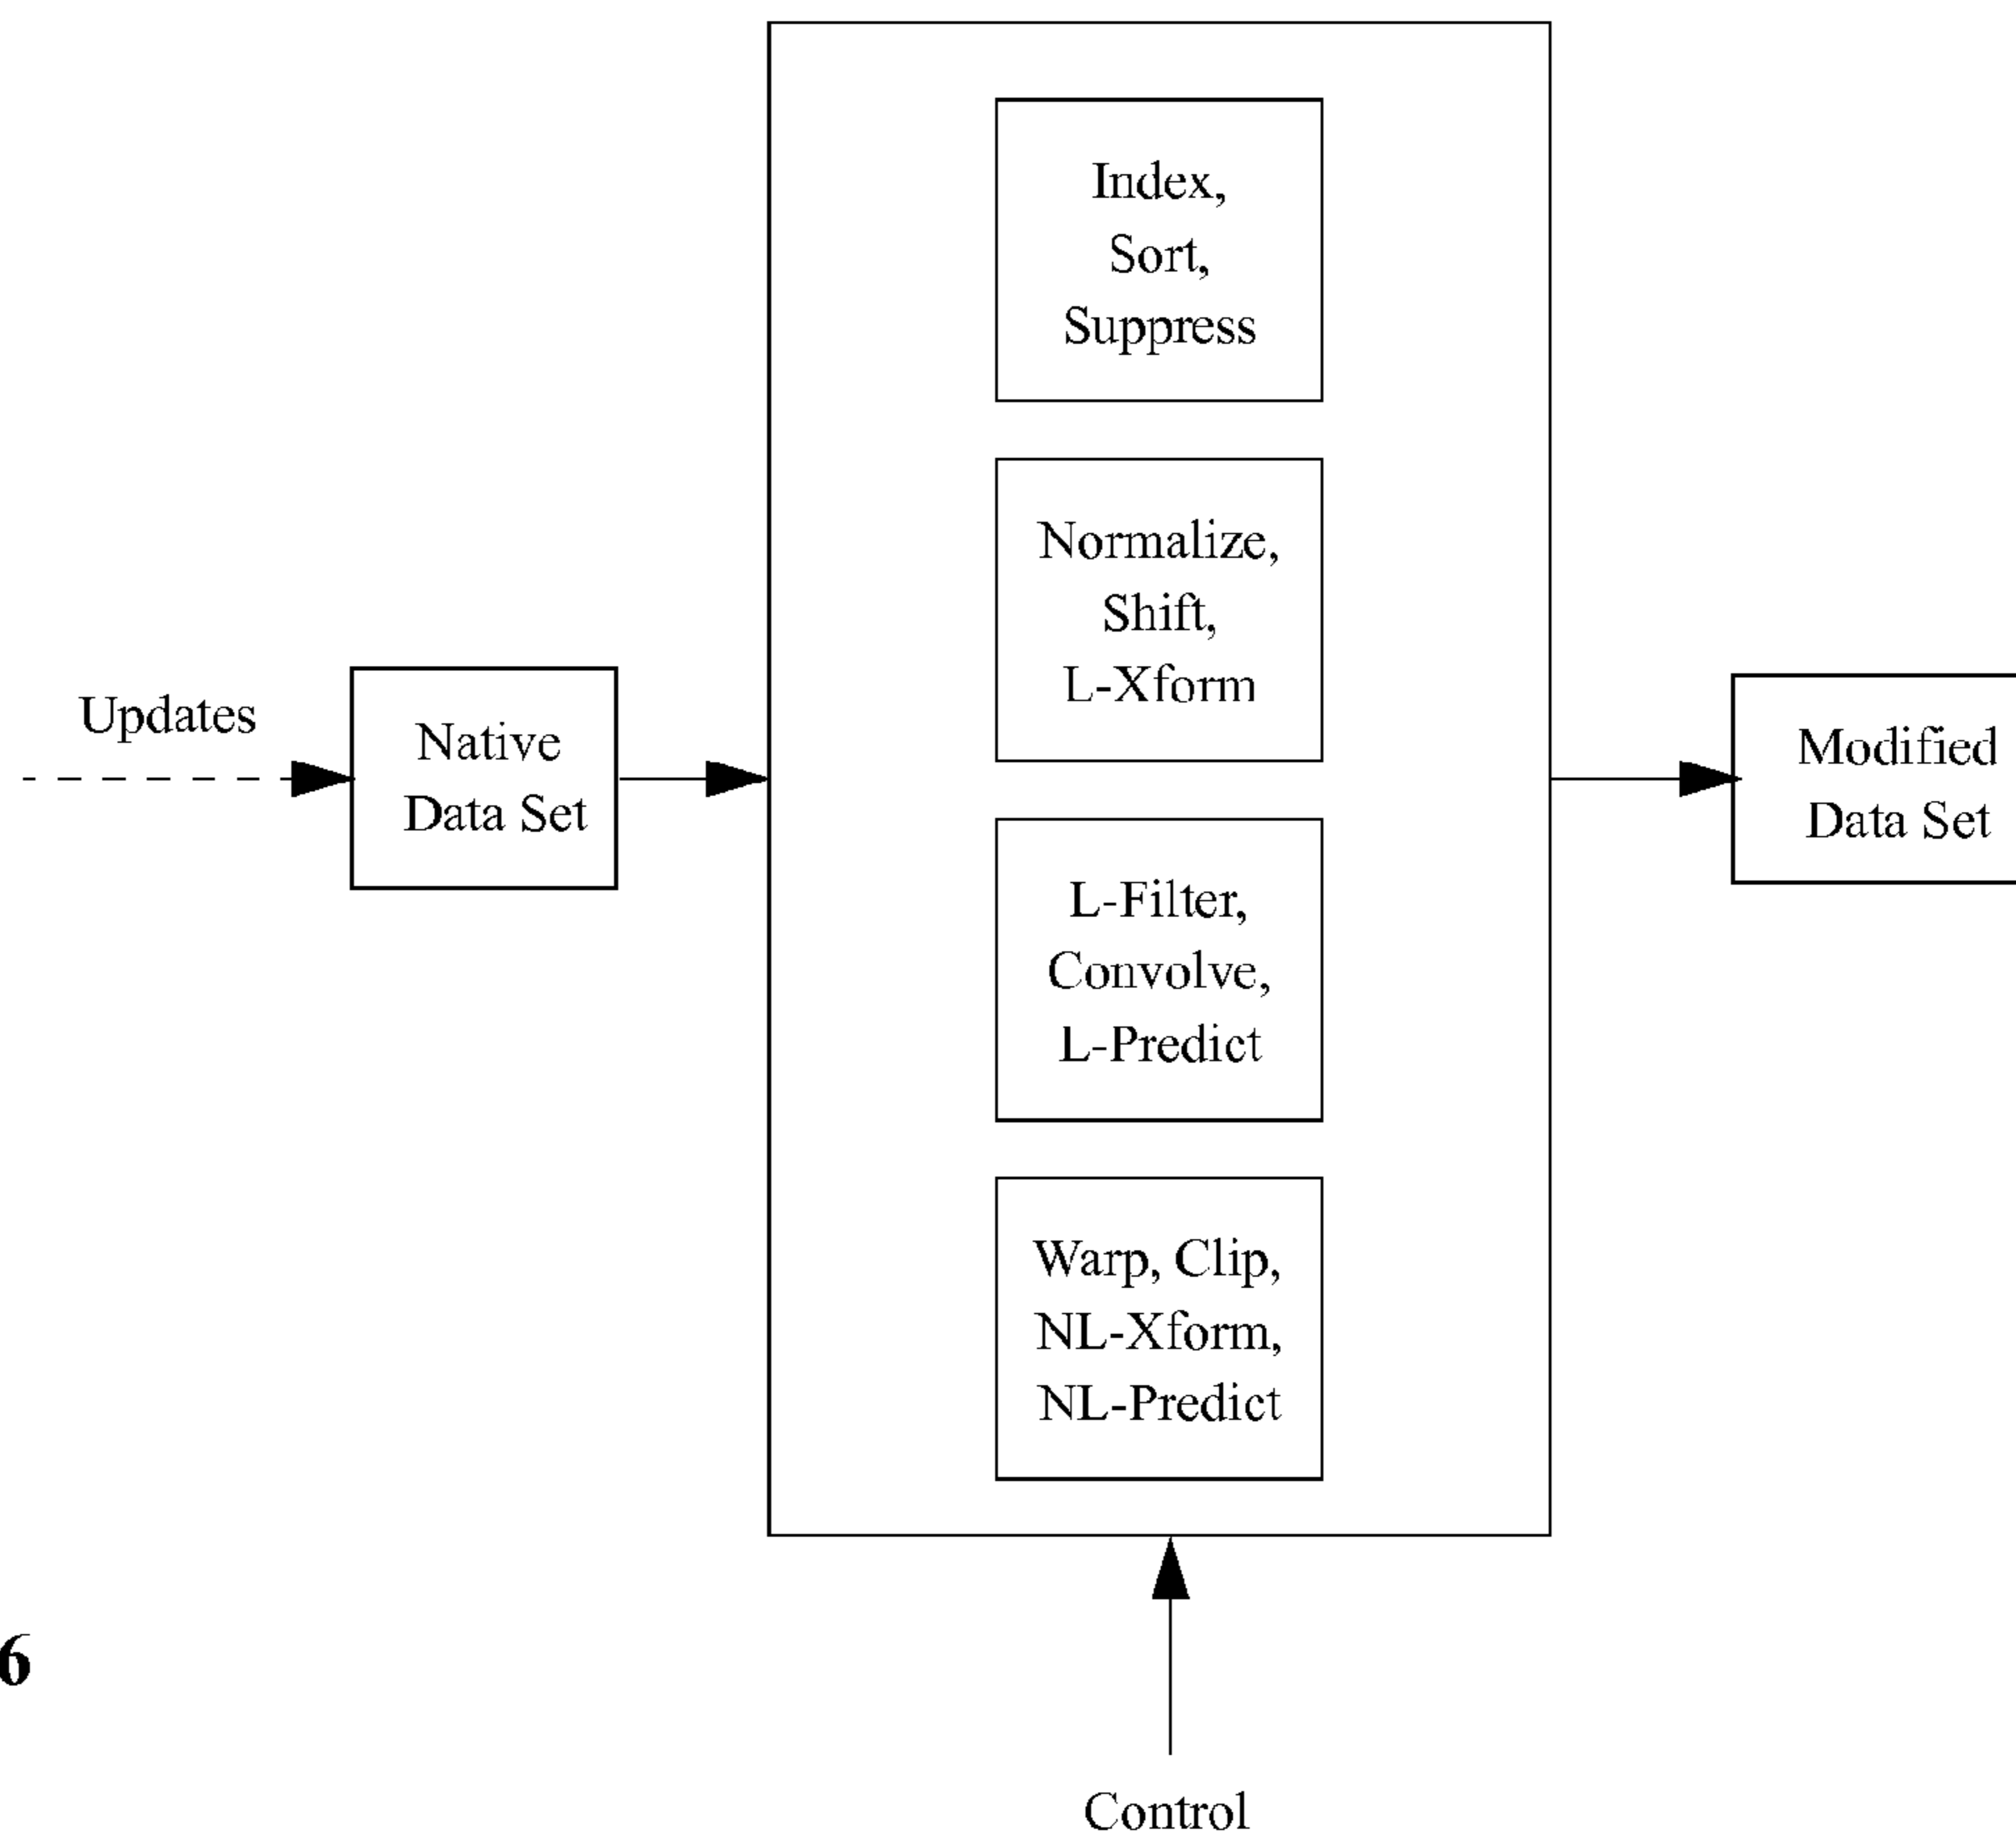 Index,
Sort,
Suppress
Normalize,
Shift,
L-Xform
Updates
Native
Data Set
Modified
Data Set
L-Filter,
Convolve,
L-Predict
Warp, Clip,
NL-Xform,
NL-Predict
6
Control